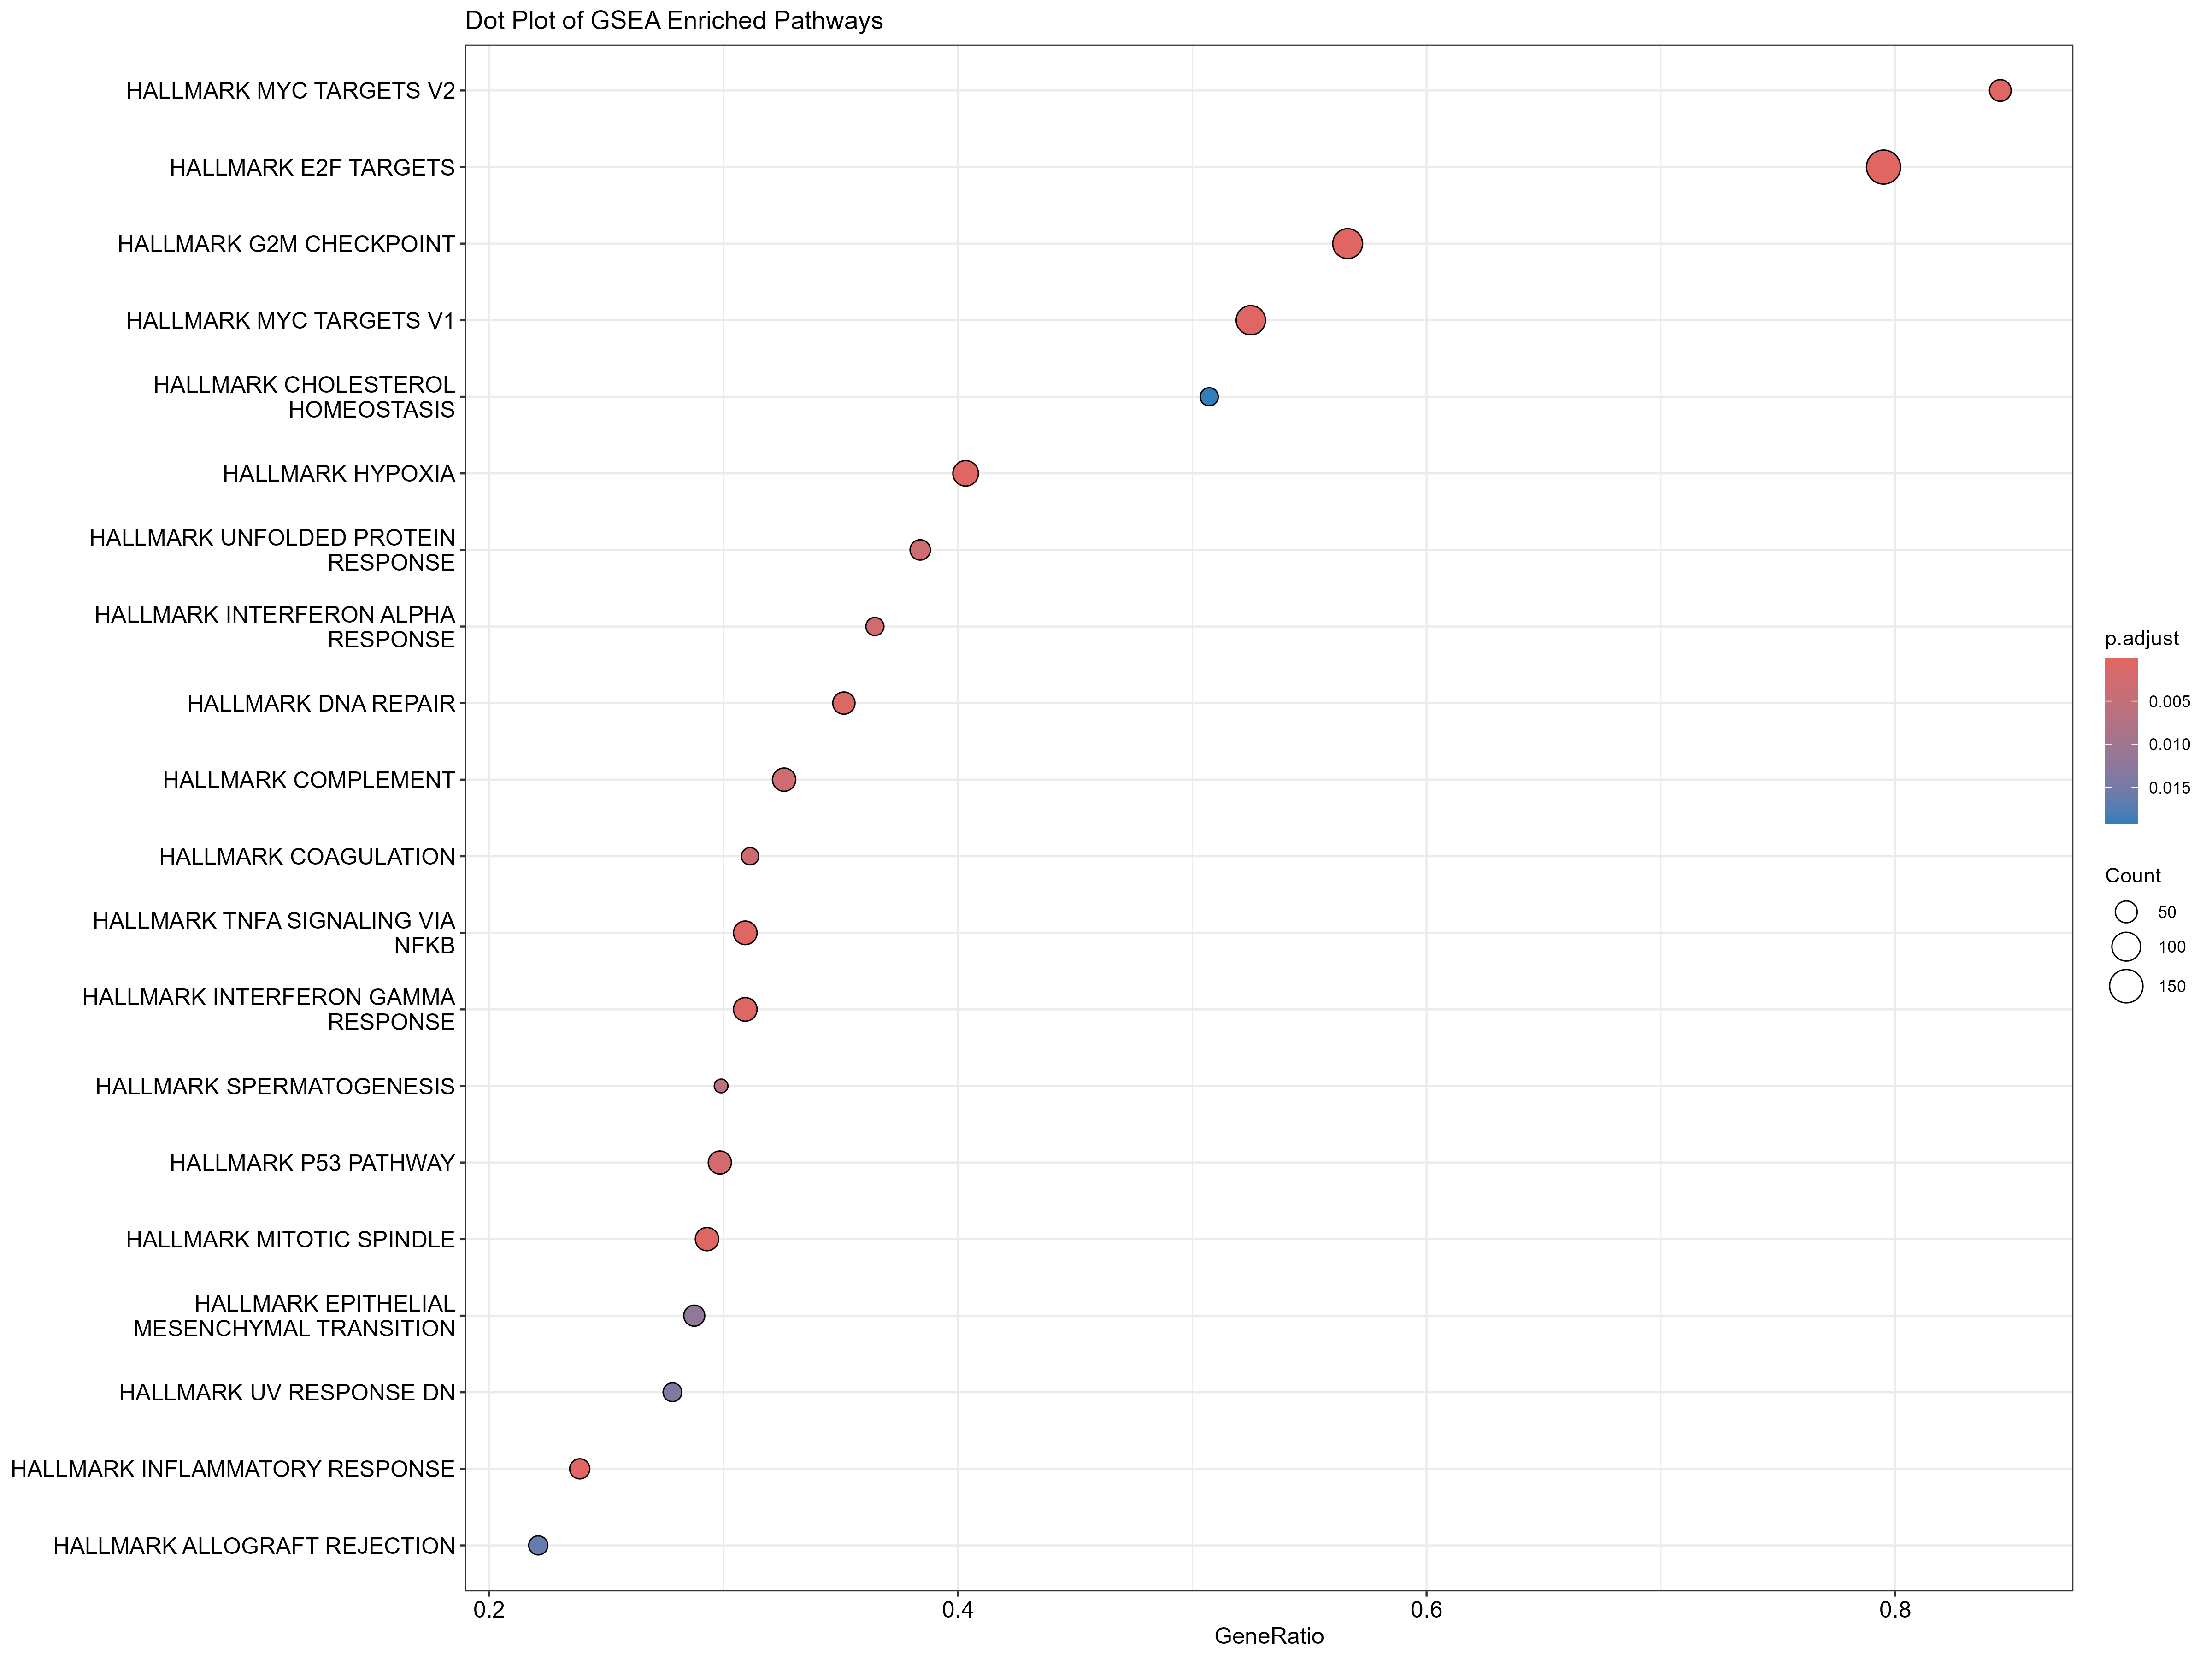 Dot Plot of GSEA Enriched Pathways
HALLMARK MYC TARGETS V2
HALLMARK E2F TARGETS
HALLMARK G2M CHECKPOINT
HALLMARK MYC TARGETS V1
HALLMARK CHOLESTEROL
HOMEOSTASIS
HALLMARK HYPOXIA
HALLMARK UNFOLDED PROTEIN
RESPONSE
HALLMARK INTERFERON ALPHA
RESPONSE
HALLMARK DNA REPAIR
HALLMARK COMPLEMENT
HALLMARK COAGULATION
HALLMARK TNFA SIGNALING VIA
NFKB
HALLMARK INTERFERON GAMMA
RESPONSE
HALLMARK SPERMATOGENESIS
HALLMARK P53 PATHWAY
HALLMARK MITOTIC SPINDLE
HALLMARK EPITHELIAL
MESENCHYMAL TRANSITION
HALLMARK UV RESPONSE DN
HALLMARK INFLAMMATORY RESPONSE
HALLMARK ALLOGRAFT REJECTION
0.2 0.4 0.6 0.8
GeneRatio
p.adjust
0.005
0.010
0.015
Count
50
100
150